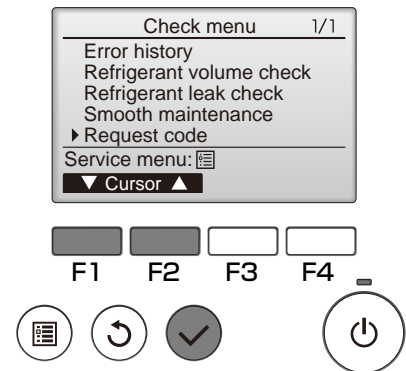 Check menu 1/1
Error history
Refrigerant volume check
Refrigerant leak check
Smooth maintenance
Request code
Service menu:
▼ Cursor ▲
F1 F2 F3 F4